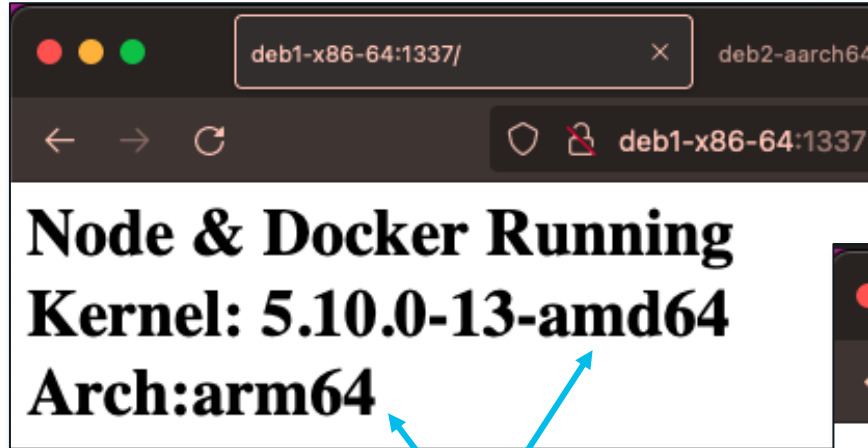 deb1-x86-64:1337/
deb2-aarch64
deb1-x86-64:1337
Node & Docker Running
Kernel: 5.10.0-13-amd64
Arch:arm64